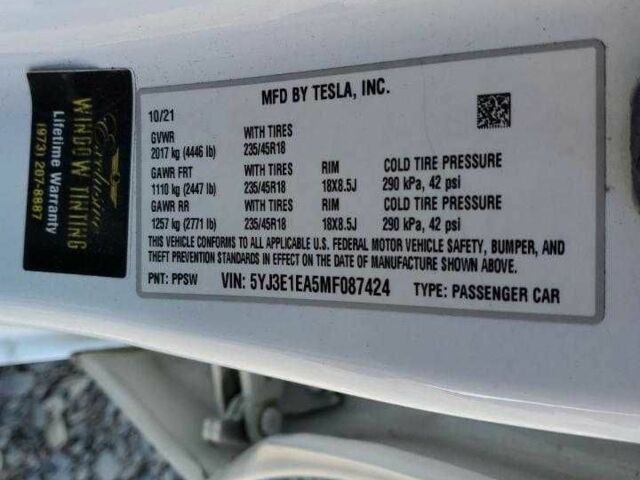 MFD BY TESLA, INC.
10/21
GVWR WITH TIRES
2017 kg (4446 lb) 235/45R18
GAWR FRT WITH TIRES RIM COLD TIRE PRESSURE
1110 kg (2447 lb) 235/45R18 18X8.5J 290 kPa, 42 psi
GAWR RR WITH TIRES RIM COLD TIRE PRESSURE
1257 kg (2771 lb) 235/45R18 18X8.5J 290 kPa, 42 psi
THIS VEHICLE CONFORMS TO ALL APPLICABLE U.S. FEDERAL MOTOR VEHICLE SAFETY, BUMPER, AND
THEFT PREVENTION STANDARDS IN EFFECT ON THE DATE OF MANUFACTURE SHOWN ABOVE.
PNT: PPSW VIN: 5YJ3E1EA5MF087424 TYPE: PASSENGER CAR
Exclusive
WINDOW TINTING
Lifetime Warranty
(973) 207-8887